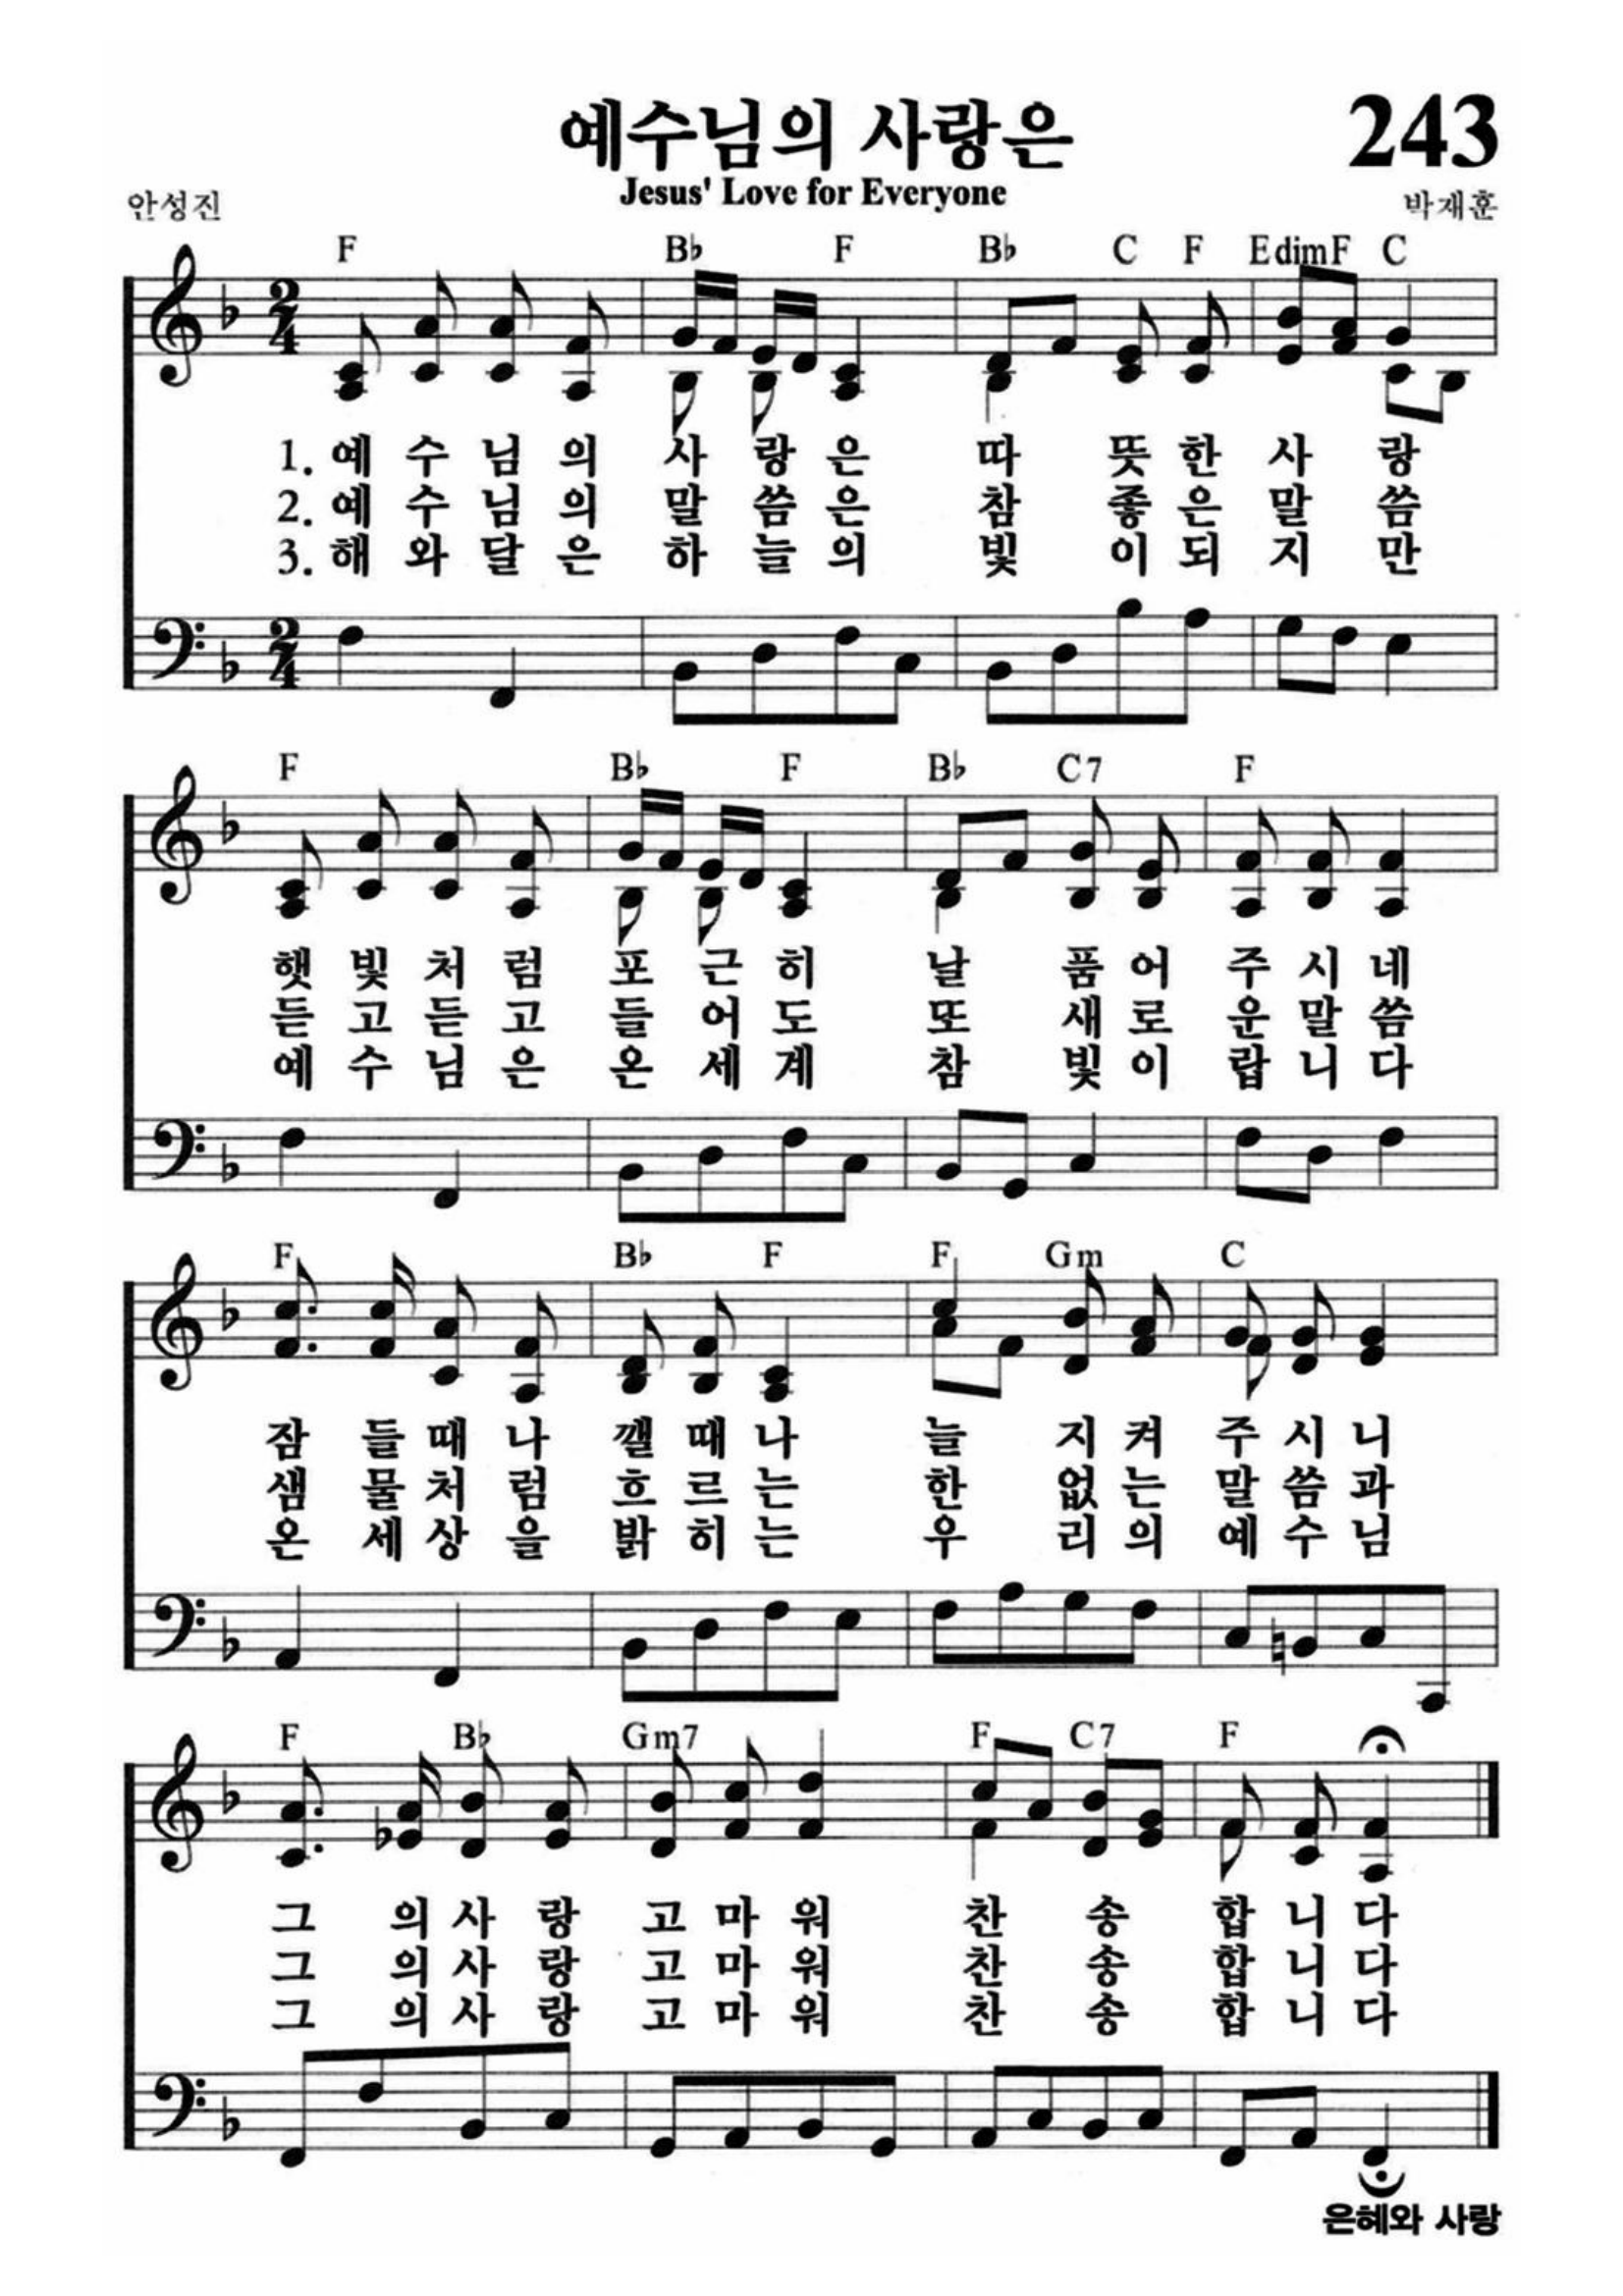 예수님의 사랑은
243
Jesus' Love for Everyone
안성진
박재훈
F B♭ F B♭ C F Edim F C
1. 예 수 님 의 사 랑 은 따 뜻 한 사 랑
2. 예 수 님 의 말 씀 은 참 좋 은 말 씀
3. 해 와 달 은 하 늘 의 빛 이 되 지 만
F B♭ F B♭ C7 F
햇 빛 처 럼 포 근 히 날 품 어 주 시 네
듣 고 듣 고 들 어 도 또 새 로 운 말 씀
예 수 님 은 온 세 계 참 빛 이 랍 니 다
F B♭ F F Gm C
잠 들 때 나 깰 때 나 늘 지 켜 주 시 니
샘 물 처 럼 흐 르 는 한 없 는 말 씀 과
온 세 상 을 밝 히 는 우 리 의 예 수 님
F B♭ Gm7 F C7 F
그 의 사 랑 고 마 워 찬 송 합 니 다
그 의 사 랑 고 마 워 찬 송 합 니 다
그 의 사 랑 고 마 워 찬 송 합 니 다
은혜와 사랑